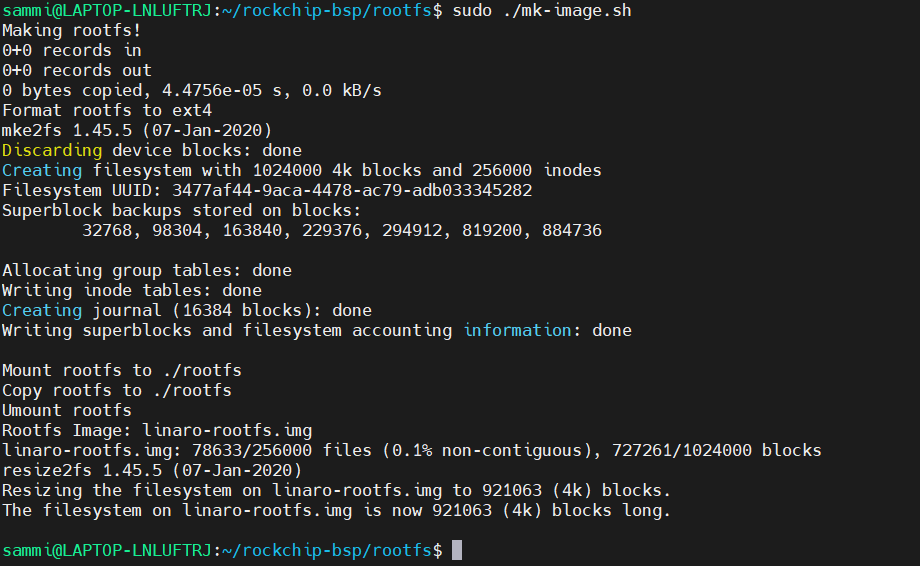 sammi@LAPTOP-LNLUFTRJ:~/rockchip-bsp/rootfs$ sudo ./mk-image.sh
Making rootfs!
0+0 records in
0+0 records out
0 bytes copied, 4.4756e-05 s, 0.0 kB/s
Format rootfs to ext4
mke2fs 1.45.5 (07-Jan-2020)
Discarding device blocks: done
Creating filesystem with 1024000 4k blocks and 256000 inodes
Filesystem UUID: 3477af44-9aca-4478-ac79-adb033345282
Superblock backups stored on blocks:
        32768, 98304, 163840, 229376, 294912, 819200, 884736

Allocating group tables: done
Writing inode tables: done
Creating journal (16384 blocks): done
Writing superblocks and filesystem accounting information: done

Mount rootfs to ./rootfs
Copy rootfs to ./rootfs
Umount rootfs
Rootfs Image: linaro-rootfs.img
linaro-rootfs.img: 78633/256000 files (0.1% non-contiguous), 727261/1024000 blocks
resize2fs 1.45.5 (07-Jan-2020)
Resizing the filesystem on linaro-rootfs.img to 921063 (4k) blocks.
The filesystem on linaro-rootfs.img is now 921063 (4k) blocks long.

sammi@LAPTOP-LNLUFTRJ:~/rockchip-bsp/rootfs$